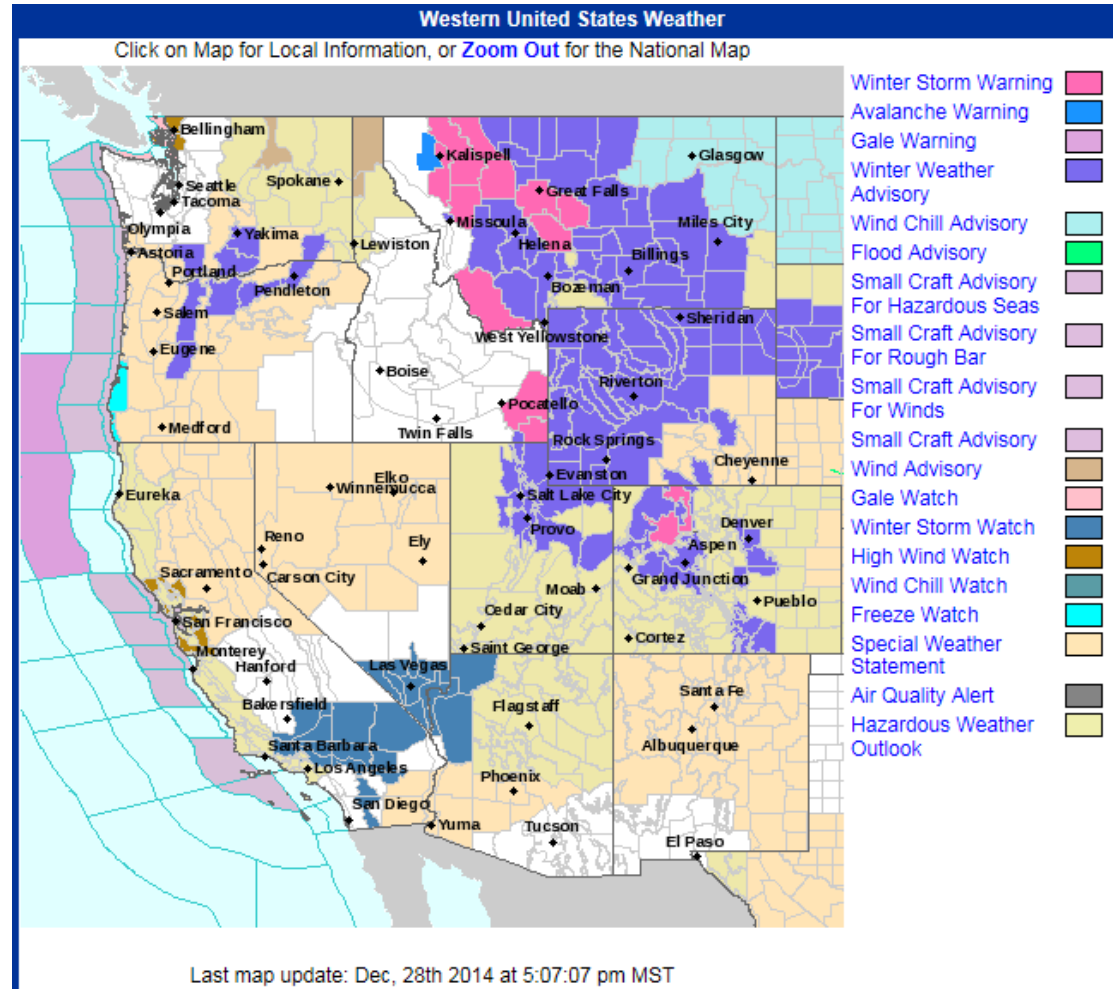 Western United States Weather
Click on Map for Local Information, or Zoom Out for the National Map
Bellingham
Seattle
Tacoma
Olympia
Spokane
Kalispell
Glasgow
Great Falls
Missoula
Helena
Miles City
Lewiston
Yakima
Astoria
Portland
Pendleton
Billings
Bozeman
Salem
Sheridan
West Yellowstone
Eugene
Boise
Riverton
Pocatello
Twin Falls
Medford
Rock Springs
Evanston
Cheyenne
Eureka
Elko
Winnemucca
Salt Lake City
Provo
Denver
Reno
Ely
Aspen
Sacramento
Carson City
Moab
Grand Junction
Pueblo
San Francisco
Cedar City
Cortez
Monterey
Saint George
Hanford
Las Vegas
Santa Fe
Bakersfield
Flagstaff
Albuquerque
Santa Barbara
Los Angeles
Phoenix
San Diego
Yuma
Tucson
El Paso
Winter Storm Warning
Avalanche Warning
Gale Warning
Winter Weather
Advisory
Wind Chill Advisory
Flood Advisory
Small Craft Advisory
For Hazardous Seas
Small Craft Advisory
For Rough Bar
Small Craft Advisory
For Winds
Small Craft Advisory
Wind Advisory
Gale Watch
Winter Storm Watch
High Wind Watch
Wind Chill Watch
Freeze Watch
Special Weather
Statement
Air Quality Alert
Hazardous Weather
Outlook
Last map update: Dec, 28th 2014 at 5:07:07 pm MST